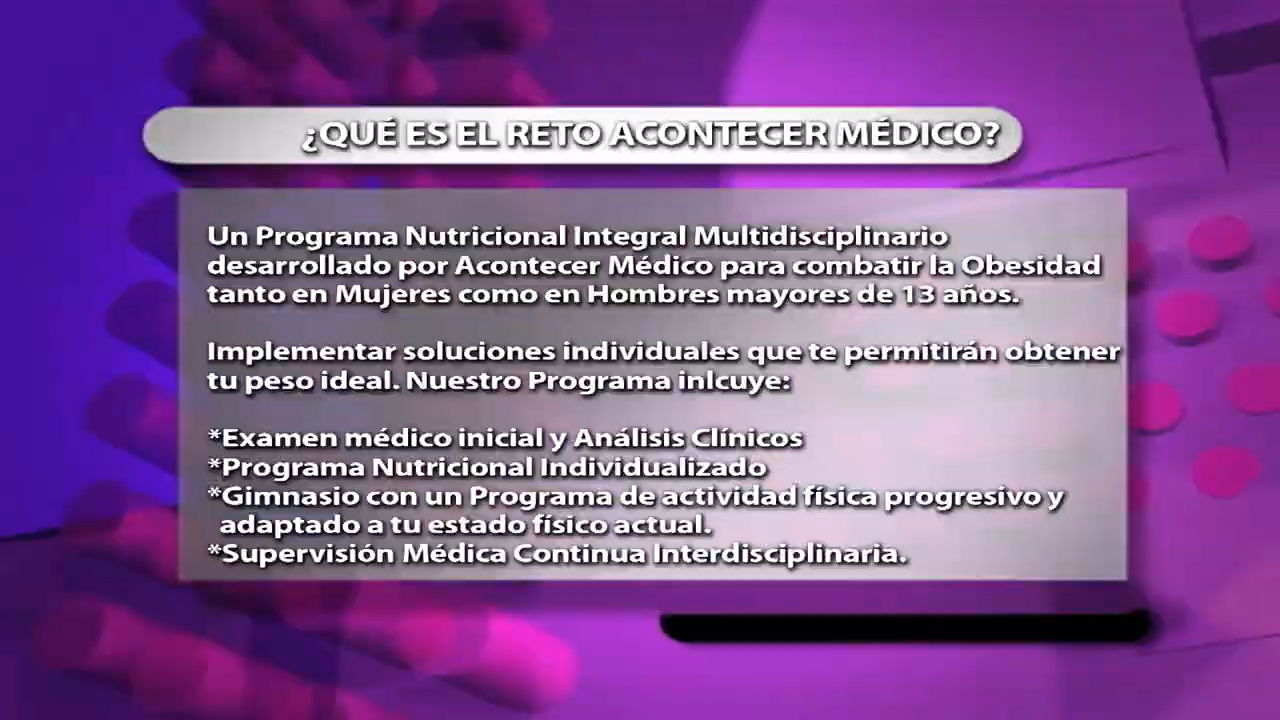 ¿QUÉ ES EL RETO ACONTECER MÉDICO?
Un Programa Nutricional Integral Multidisciplinario
desarrollado por Acontecer Médico para combatir la Obesidad
tanto en Mujeres como en Hombres mayores de 13 años.
Implementar soluciones individuales que te permitirán obtener
tu peso ideal. Nuestro Programa inlcuye:
*Examen médico inicial y Análisis Clínicos
*Programa Nutricional Individualizado
*Gimnasio con un Programa de actividad física progresivo y
adaptado a tu estado físico actual.
*Supervisión Médica Continua Interdisciplinaria.